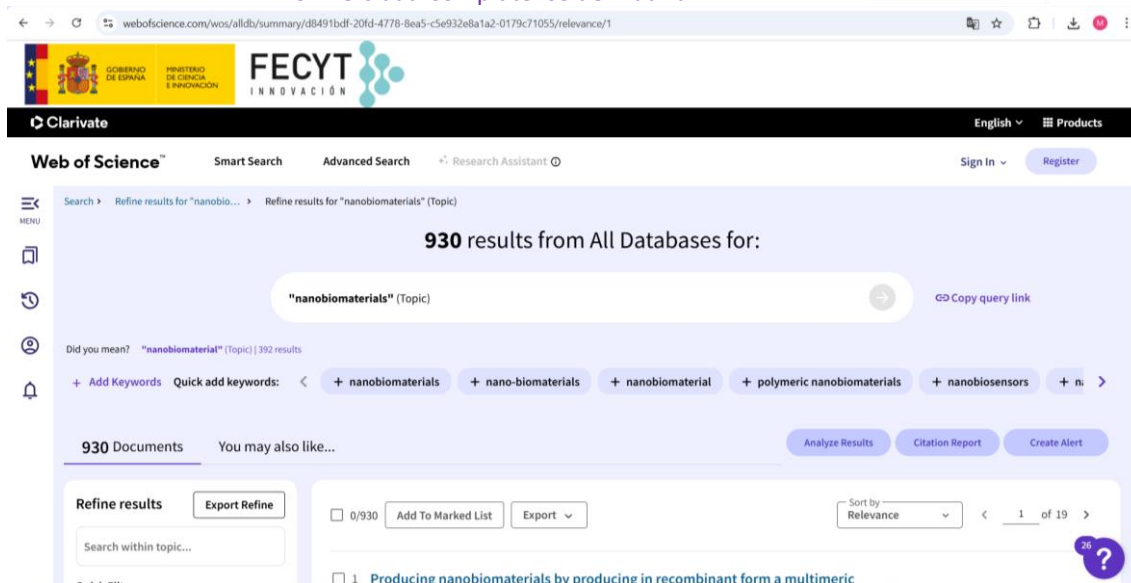 webofscience.com/wos/alldb/summary/d8491bdf-20fd-4778-8ea5-c5e932e8a1a2-0179c71055/relevance/1
M
GOBIERNO DE ESPAÑA
MINISTERIO DE CIENCIA E INNOVACIÓN
FECYT
INNOVACIÓN
Clarivate
English
Products
Web of Science™
Smart Search
Advanced Search
Research Assistant
Sign In
Register
MENU
Search > Refine results for "nanobio... > Refine results for "nanobiomaterials" (Topic)
930 results from All Databases for:
"nanobiomaterials" (Topic)
Copy query link
Did you mean? "nanobiomaterial" (Topic) | 392 results
+ Add Keywords Quick add keywords: + nanobiomaterials + nano-biomaterials + nanobiomaterial + polymeric nanobiomaterials + nanobiosensors
930 Documents
You may also like...
Analyze Results
Citation Report
Create Alert
Refine results
Export Refine
0/930
Add To Marked List
Export
Sort by
Relevance
1 of 19
Search within topic...
26
?
1 Producing nanobiomaterials by producing in recombinant form a multimeric